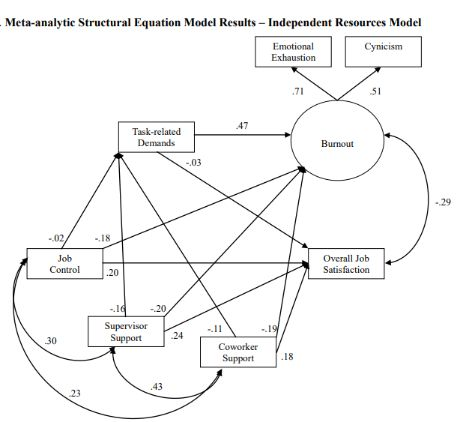 . Meta-analytic Structural Equation Model Results – Independent Resources Model
Emotional
Exhaustion
Cynicism
.71
.51
Task-related
Demands
.47
Burnout
-.03
-.29
-.02
-.18
Job
Control
.20
Overall Job
Satisfaction
-.16
-.20
Supervisor
Support
.24
-.11
-.19
Coworker
Support
.18
.30
.43
.23